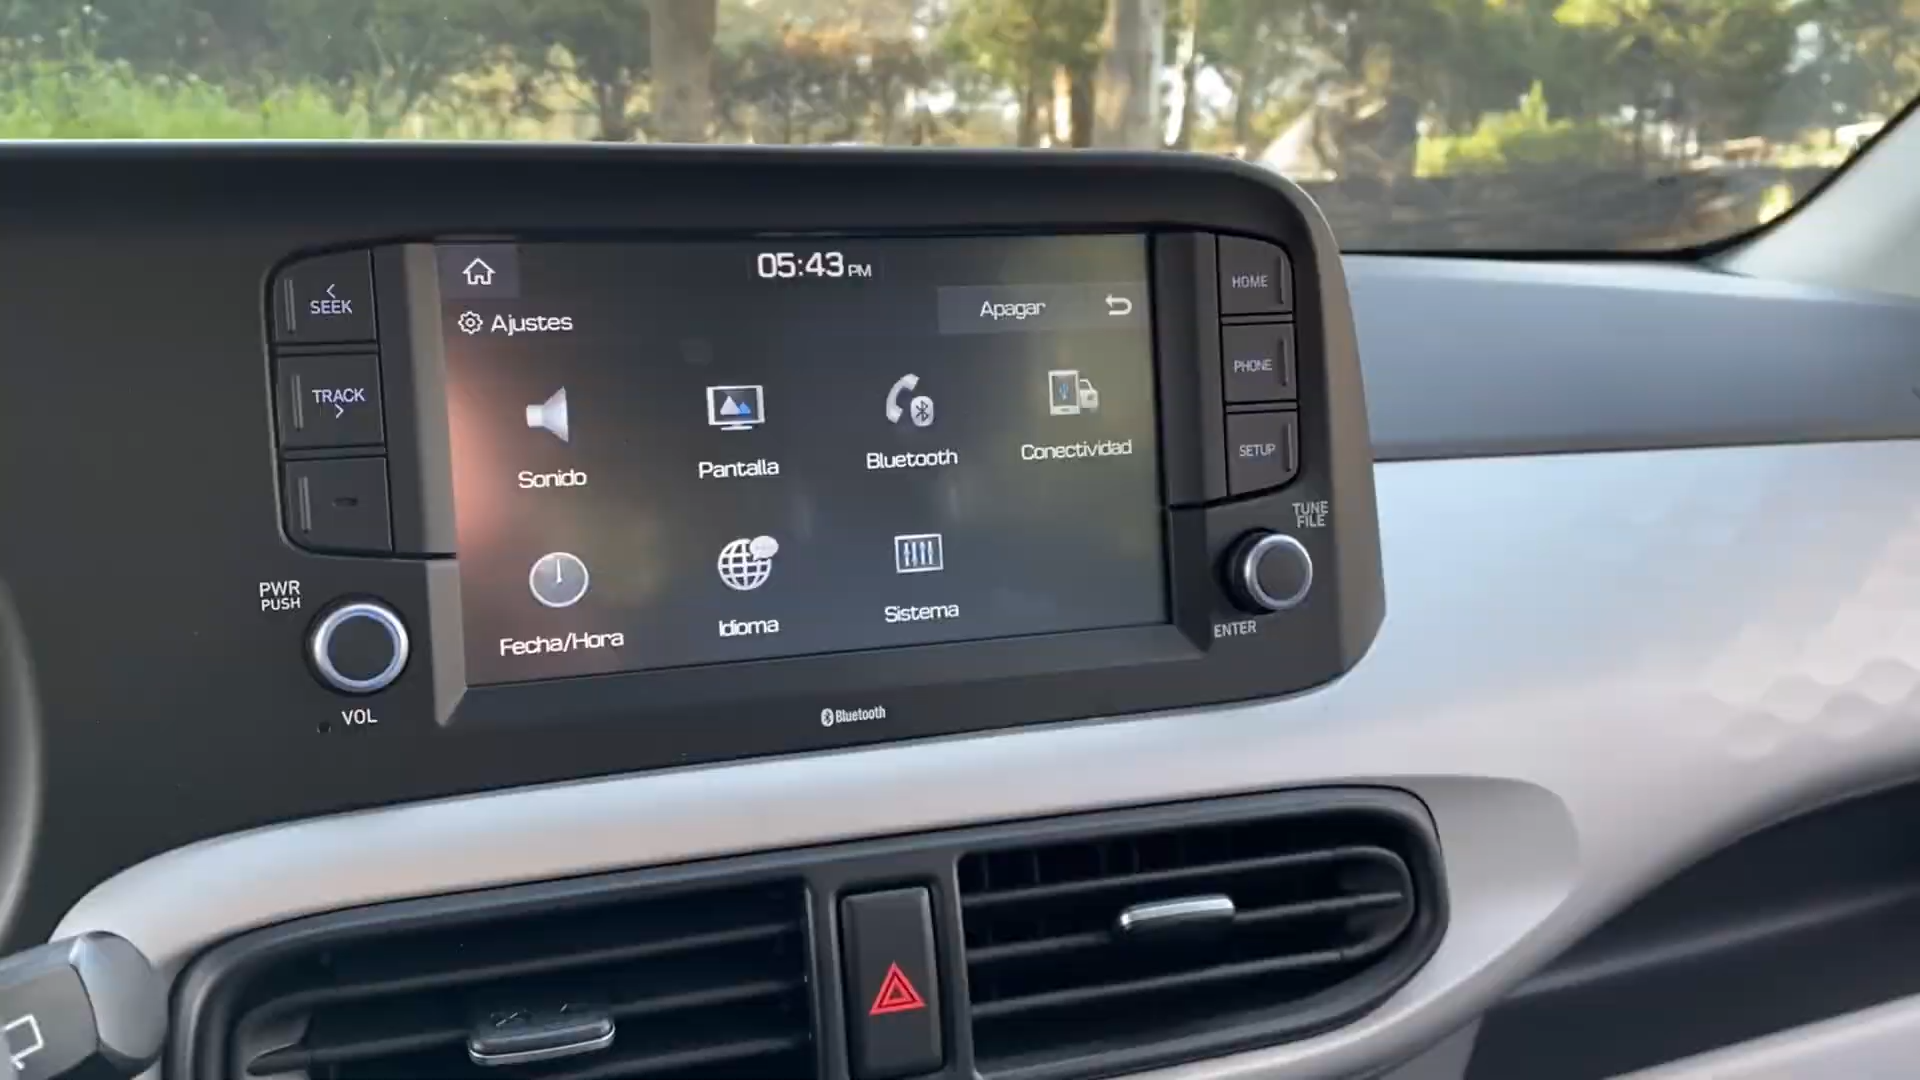 05:43 PM
Ajustes
Apagar
Sonido
Pantalla
Bluetooth
Conectividad
Fecha/Hora
Idioma
Sistema
<
SEEK
TRACK
>
PWR
PUSH
VOL
HOME
PHONE
SETUP
TUNE
FILE
ENTER
Bluetooth